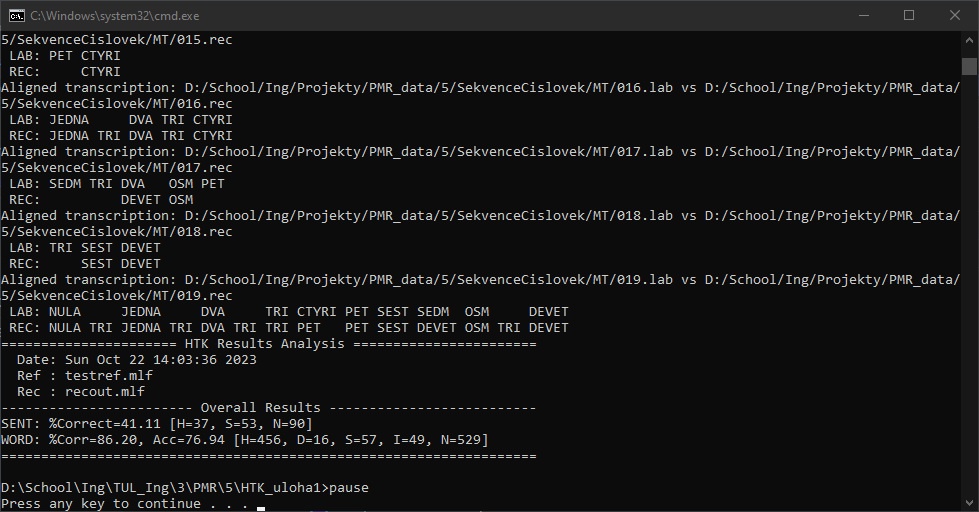 C:\Windows\system32\cmd.exe
5/SekvenceCislovek/MT/015.rec
 LAB: PET CTYRI
 REC:     CTYRI
Aligned transcription: D:/School/Ing/Projekty/PMR_data/5/SekvenceCislovek/MT/016.lab vs D:/School/Ing/Projekty/PMR_data/
5/SekvenceCislovek/MT/016.rec
 LAB: JEDNA     DVA TRI CTYRI
 REC: JEDNA TRI DVA TRI CTYRI
Aligned transcription: D:/School/Ing/Projekty/PMR_data/5/SekvenceCislovek/MT/017.lab vs D:/School/Ing/Projekty/PMR_data/
5/SekvenceCislovek/MT/017.rec
 LAB: SEDM TRI DVA   OSM PET
 REC:          DEVET OSM
Aligned transcription: D:/School/Ing/Projekty/PMR_data/5/SekvenceCislovek/MT/018.lab vs D:/School/Ing/Projekty/PMR_data/
5/SekvenceCislovek/MT/018.rec
 LAB: TRI SEST DEVET
 REC:     SEST DEVET
Aligned transcription: D:/School/Ing/Projekty/PMR_data/5/SekvenceCislovek/MT/019.lab vs D:/School/Ing/Projekty/PMR_data/
5/SekvenceCislovek/MT/019.rec
 LAB: NULA     JEDNA     DVA     TRI CTYRI PET SEST SEDM  OSM     DEVET
 REC: NULA TRI JEDNA TRI DVA TRI TRI PET   PET SEST DEVET OSM TRI DEVET
====================== HTK Results Analysis =======================
  Date: Sun Oct 22 14:03:36 2023
  Ref : testref.mlf
  Rec : recout.mlf
------------------------ Overall Results --------------------------
SENT: %Correct=41.11 [H=37, S=53, N=90]
WORD: %Corr=86.20, Acc=76.94 [H=456, D=16, S=57, I=49, N=529]
===================================================================
D:\School\Ing\TUL_Ing\3\PMR\5\HTK_uloha1>pause
Press any key to continue . . .